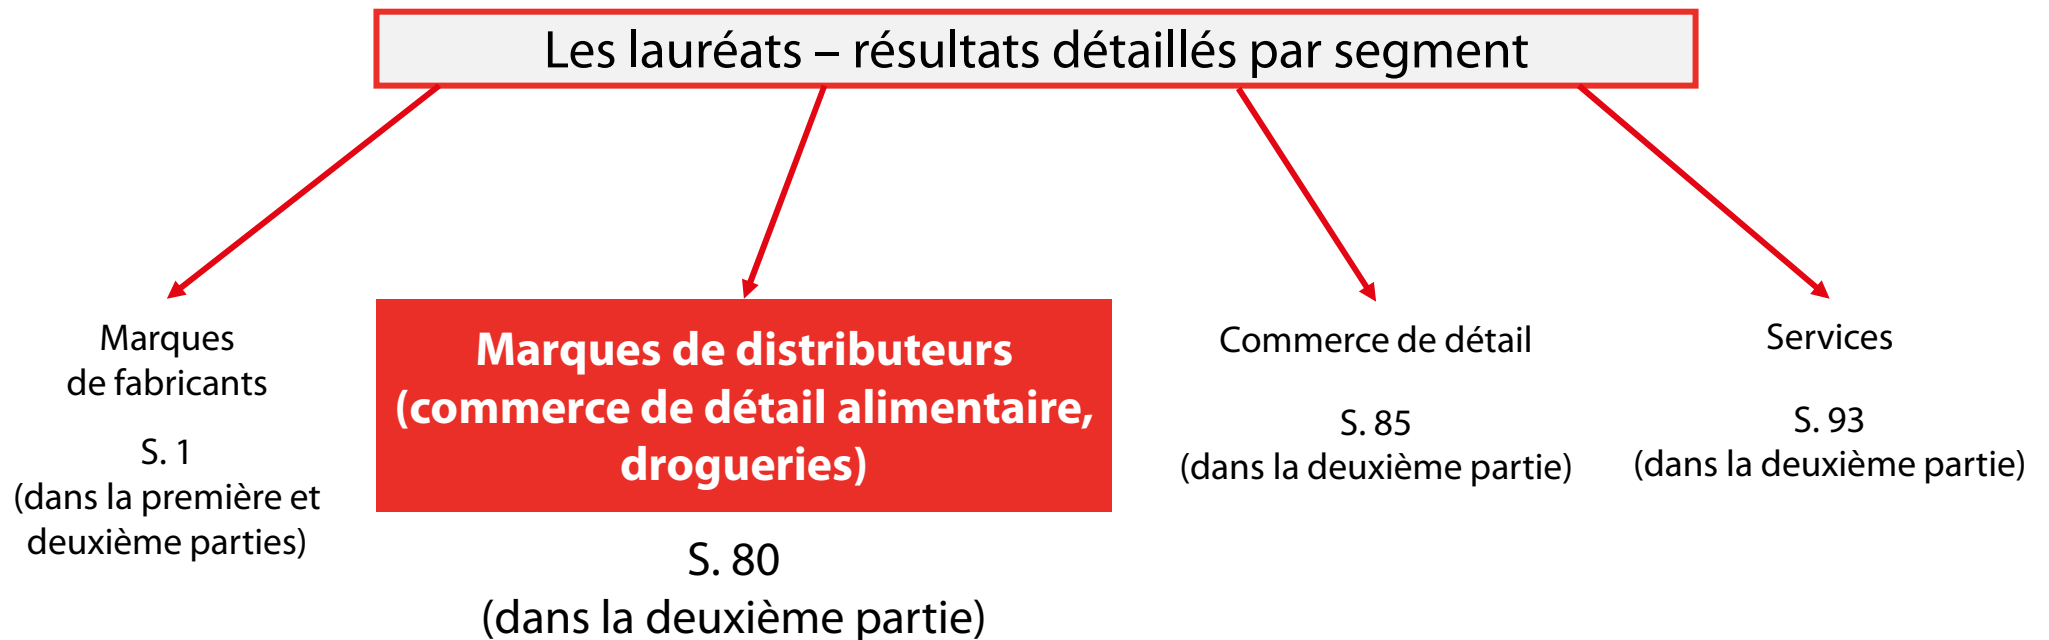 Les lauréats – résultats détaillés par segment
Marques
de fabricants
S. 1
(dans la première et
deuxième parties)
Marques de distributeurs
(commerce de détail alimentaire,
drogueries)
S. 80
(dans la deuxième partie)
Commerce de détail
S. 85
(dans la deuxième partie)
Services
S. 93
(dans la deuxième partie)